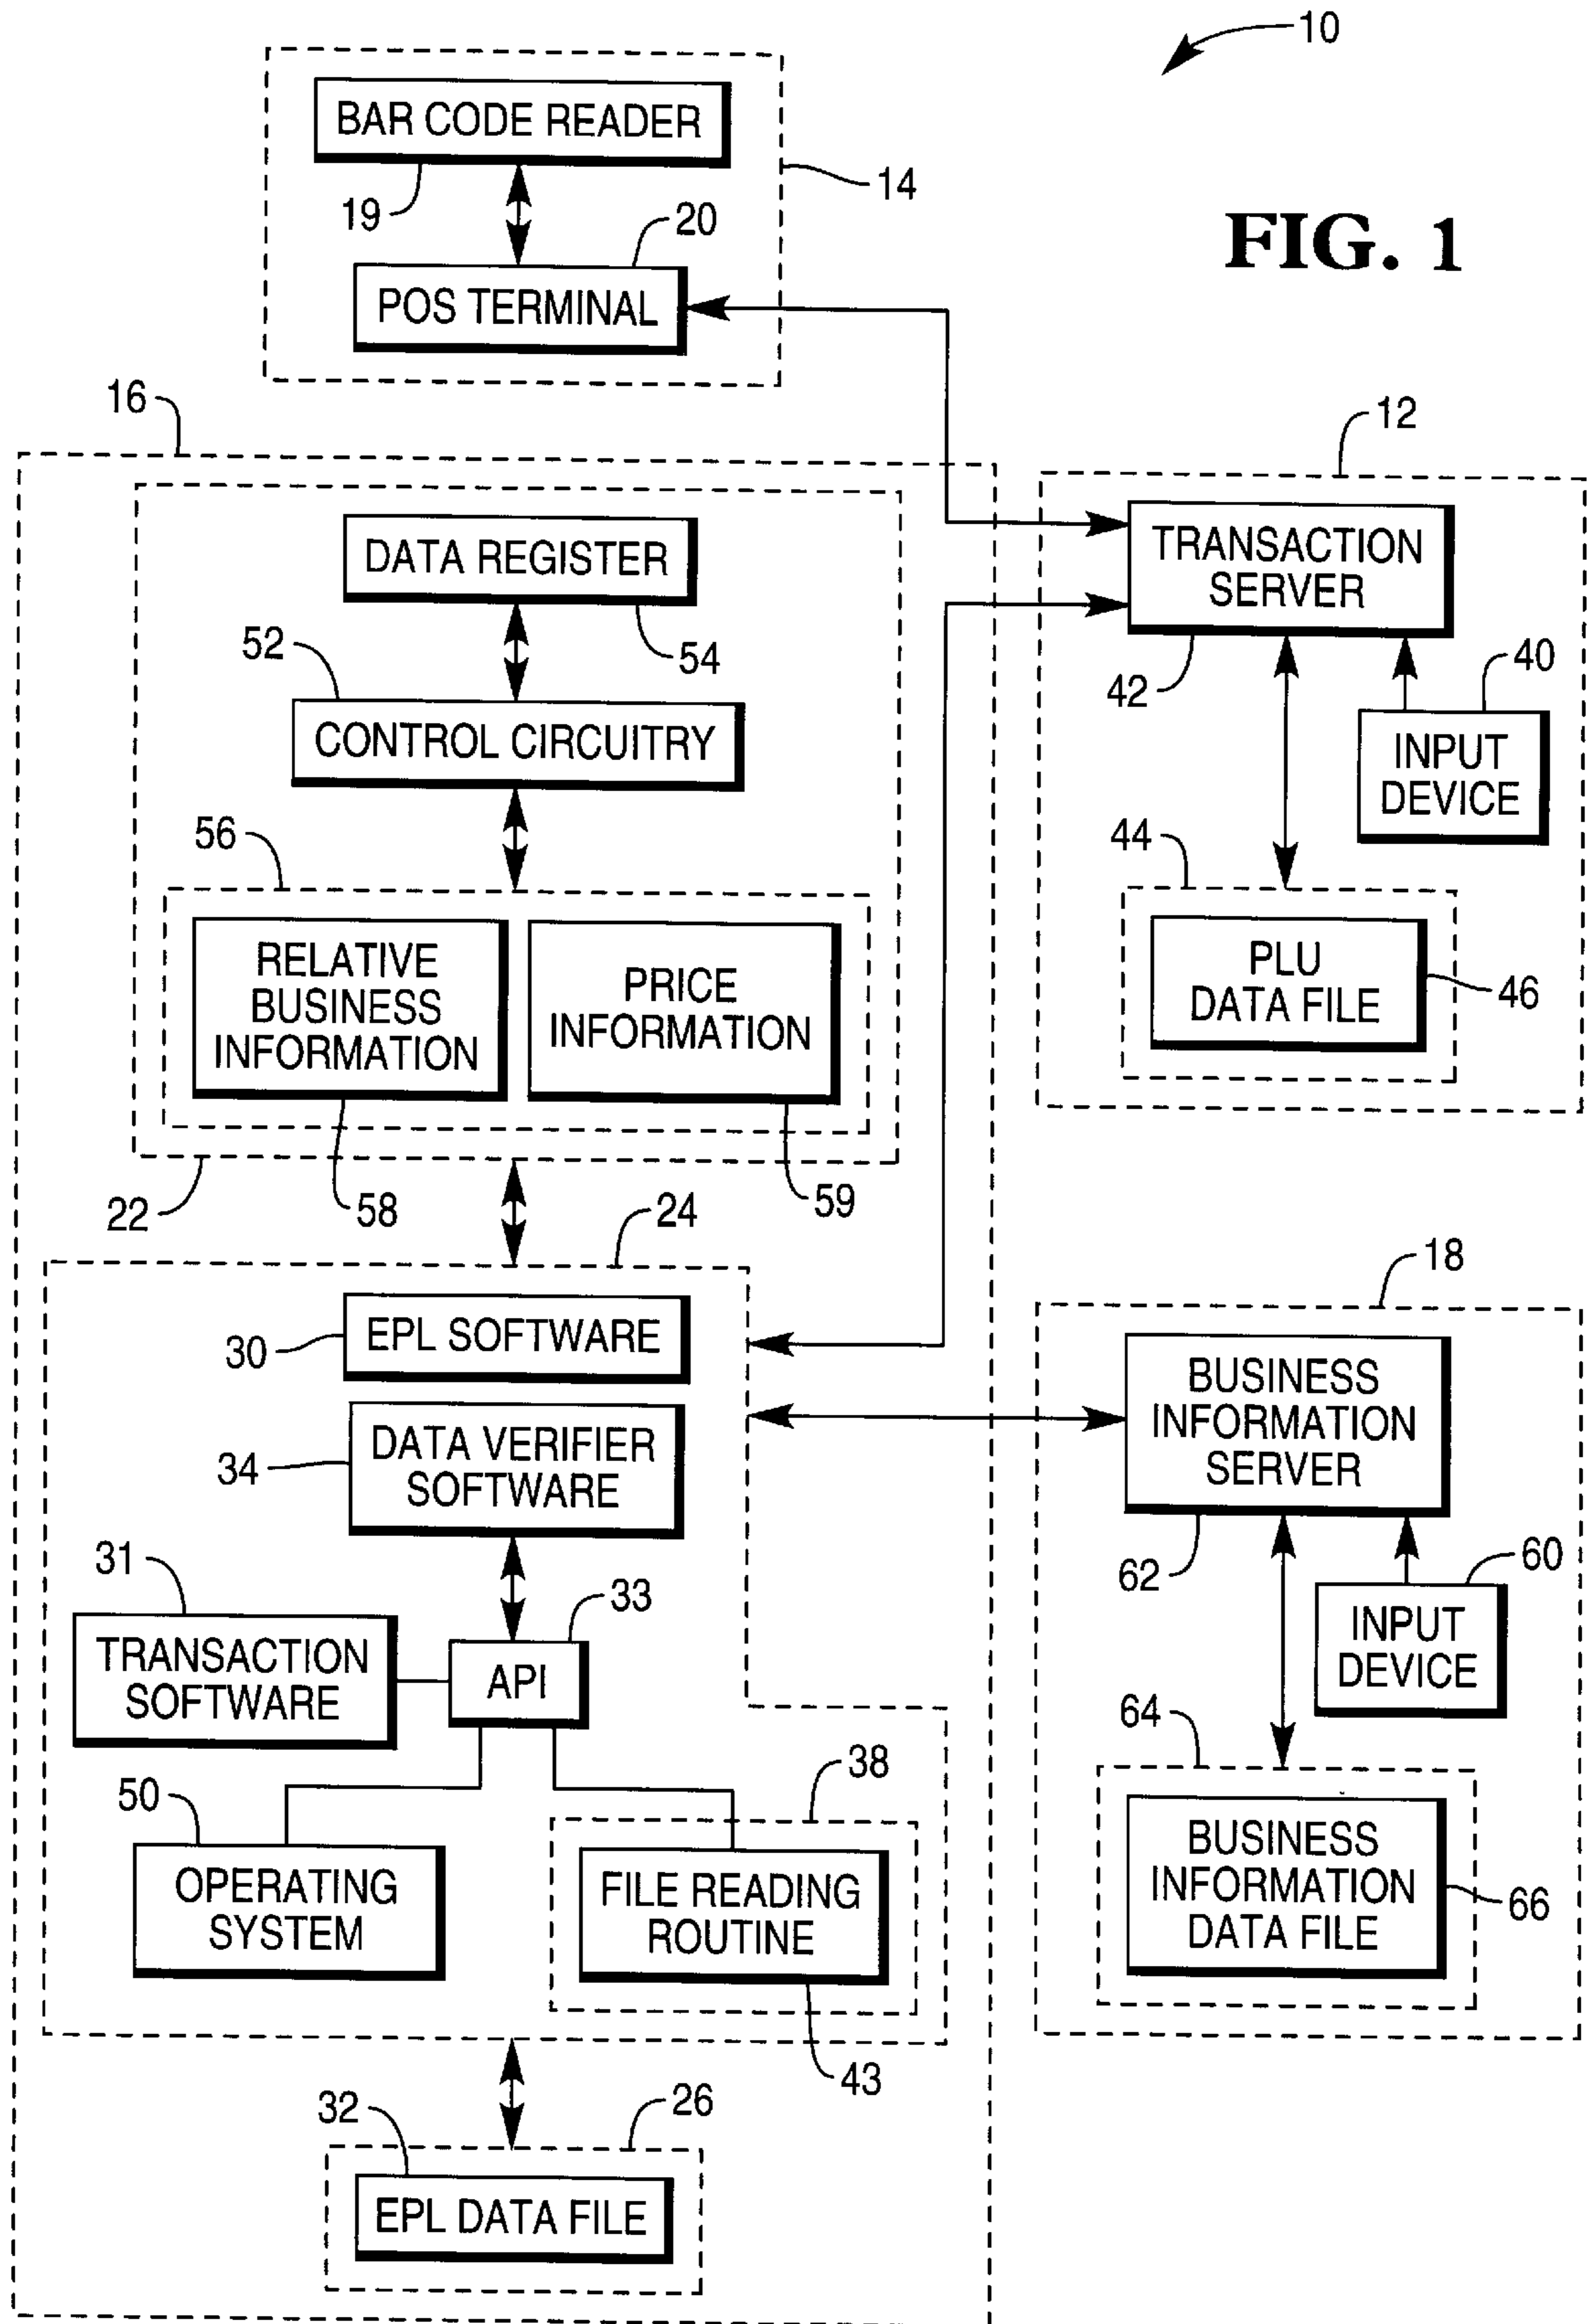 10
BAR CODE READER
14
19
20
FIG. 1
POS TERMINAL
16
12
DATA REGISTER
TRANSACTION
SERVER
52
54
42
40
CONTROL CIRCUITRY
INPUT
DEVICE
56
44
RELATIVE
BUSINESS
INFORMATION
PRICE
INFORMATION
PLU
DATA FILE
46
22
58
59
24
18
30
EPL SOFTWARE
BUSINESS
INFORMATION
SERVER
34
DATA VERIFIER
SOFTWARE
31
33
62
60
TRANSACTION
SOFTWARE
API
INPUT
DEVICE
64
50
38
OPERATING
SYSTEM
FILE READING
ROUTINE
BUSINESS
INFORMATION
DATA FILE
66
43
32
26
EPL DATA FILE